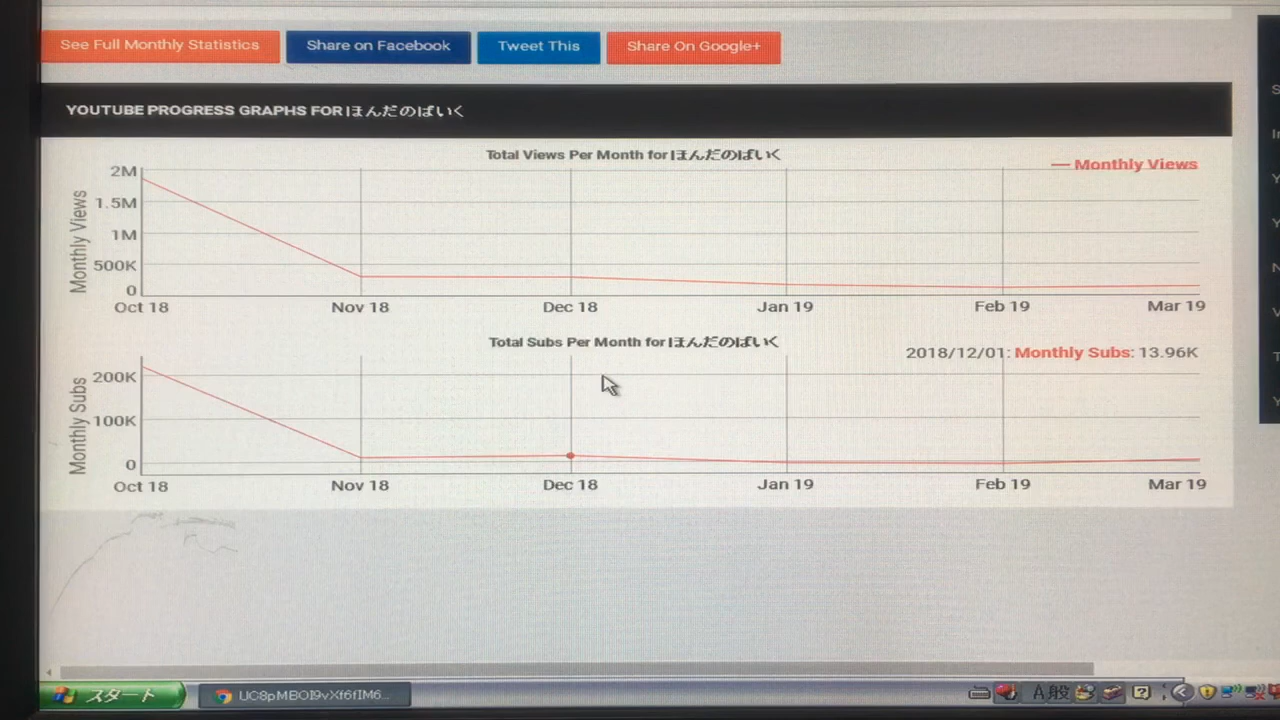 See Full Monthly Statistics
Share on Facebook
Tweet This
Share On Google+
YOUTUBE PROGRESS GRAPHS FOR ほんだのばいく
Total Views Per Month for ほんだのばいく
Monthly Views
Monthly Views
2M
1.5M
1M
500K
0
Oct 18
Nov 18
Dec 18
Jan 19
Feb 19
Mar 19
Total Subs Per Month for ほんだのばいく
2018/12/01: Monthly Subs: 13.96K
Monthly Subs
200K
100K
0
Oct 18
Nov 18
Dec 18
Jan 19
Feb 19
Mar 19
スタート
A般